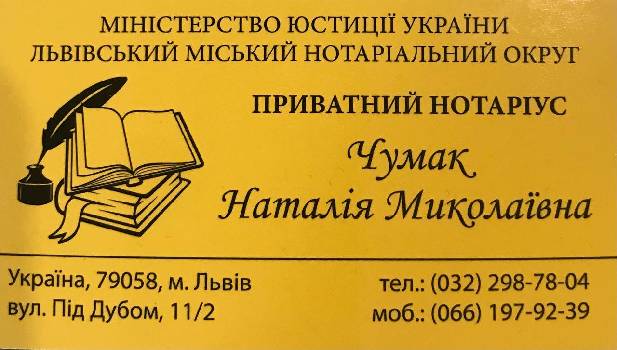 МІНІСТЕРСТВО ЮСТИЦІЇ УКРАЇНИ
ЛЬВІВСЬКИЙ МІСЬКИЙ НОТАРІАЛЬНИЙ ОКРУГ
ПРИВАТНИЙ НОТАРІУС
Чумак
Наталія Миколаївна
Україна, 79058, м. Львів
вул. Під Дубом, 11/2
тел.: (032) 298-78-04
моб.: (066) 197-92-39